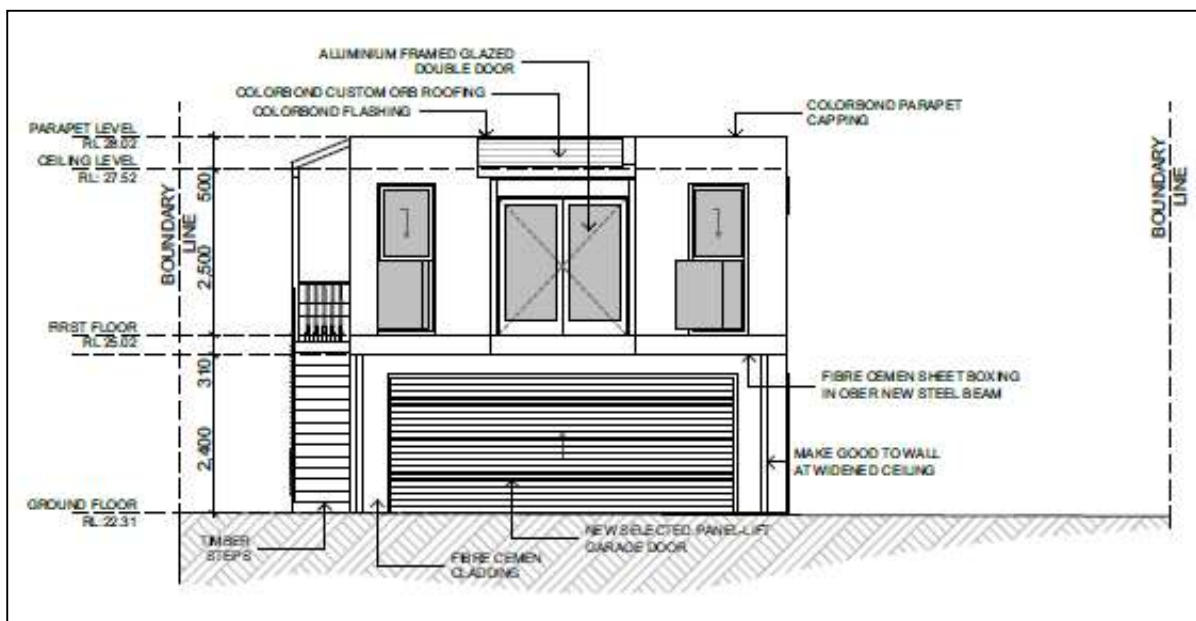 ALUMINIUM FRAMED GLAZED
DOUBLE DOOR
COLORBOND CUSTOM ORB ROOFING
COLORBOND FLASHING
COLORBOND PARAPET
CAPPING
PARAPET LEVEL
RL 28.02
CEILING LEVEL
RL: 27.52
BOUNDARY
LINE
500
2,500
BOUNDARY
LINE
FIRST FLOOR
RL 25.02
310
2,400
FIBRE CEMEN SHEET BOXING
IN OBER NEW STEEL BEAM
MAKE GOOD TO WALL
AT WIDENED CEILING
GROUND FLOOR
RL 22.31
TIMBER
STEPS
FIBRE CEMEN
CLADDING
NEW SELECTED PANEL-LIFT
GARAGE DOOR